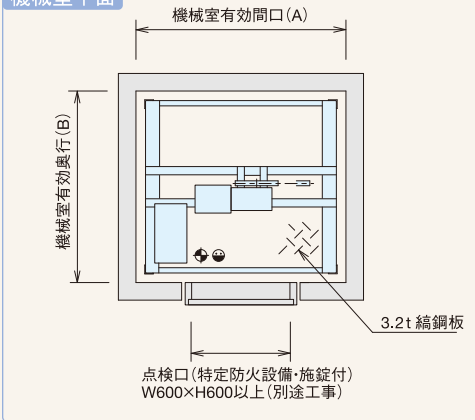 機械室平面
機械室有効間口(A)
機械室有効奥行(B)
3.2t 縞鋼板
点検口(特定防火設備・施錠付)
W600×H600以上(別途工事)